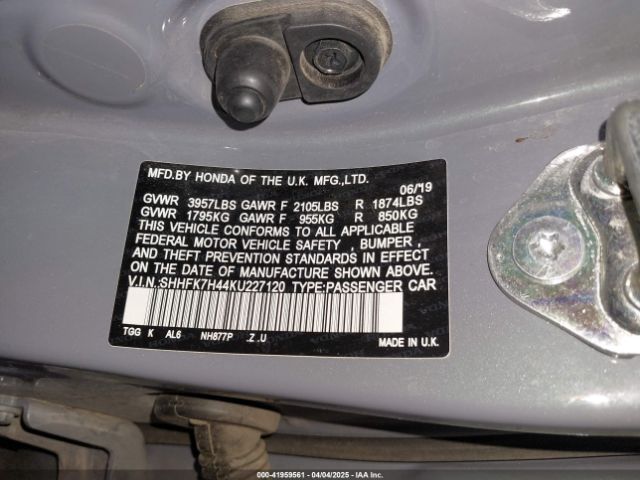 MFD.BY HONDA OF THE U.K. MFG.,LTD.
06/19
GVWR 3957LBS GAWR F 2105LBS R 1874LBS
GVWR 1795KG GAWR F 955KG R 850KG
THIS VEHICLE CONFORMS TO ALL APPLICABLE
FEDERAL MOTOR VEHICLE SAFETY , BUMPER ,
AND THEFT PREVENTION STANDARDS IN EFFECT
ON THE DATE OF MANUFACTURE SHOWN ABOVE.
V.I.N.:SHHFK7H44KU227120 TYPE:PASSENGER CAR
TGG K AL6 NH877P .Z .U
MADE IN U.K.
000-41959561 - 04/04/2025 - IAA Inc.